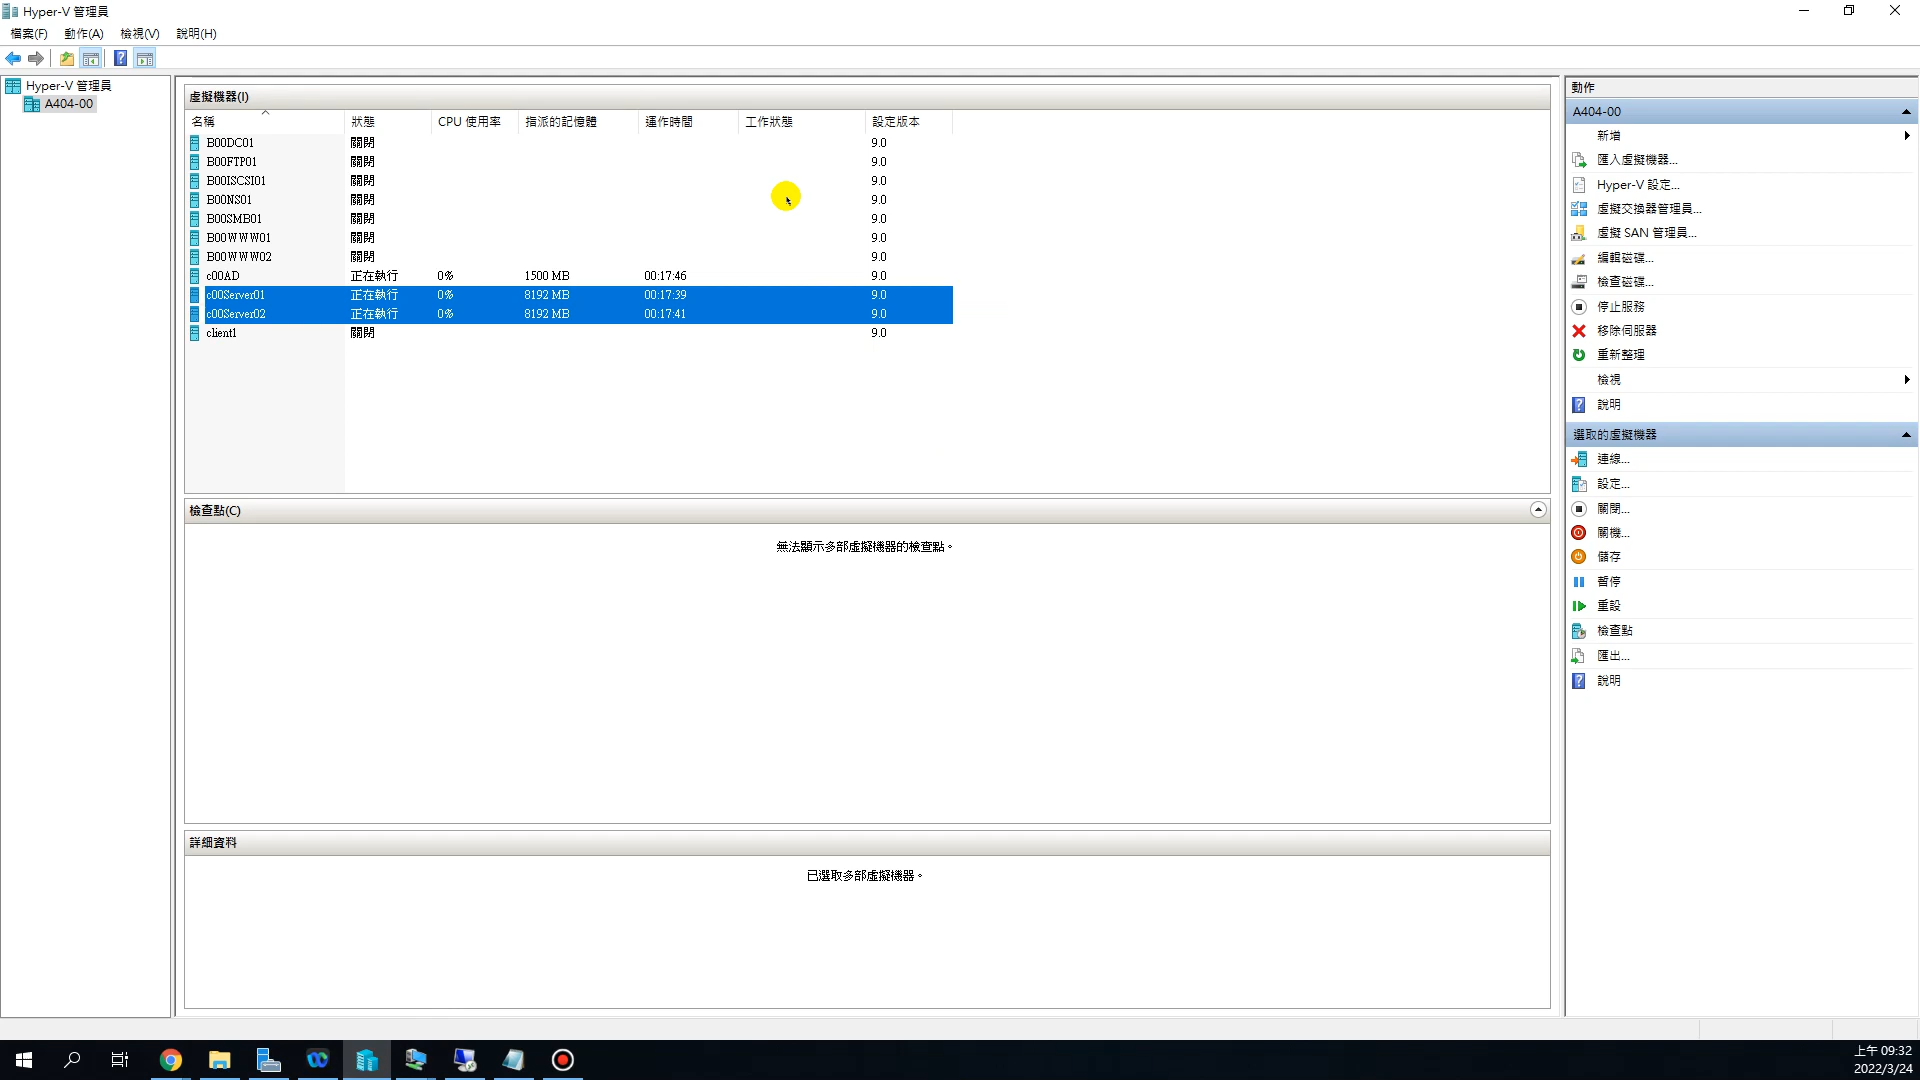 Hyper-V 管理員
檔案(F) 動作(A) 檢視(V) 說明(H)
Hyper-V 管理員
A404-00
虛擬機器(I)
名稱 狀態 CPU 使用率 指派的記憶體 運作時間 工作狀態 設定版本
B00DC01 關閉 9.0
B00FTP01 關閉 9.0
B00ISCSI01 關閉 9.0
B00NS01 關閉 9.0
B00SMB01 關閉 9.0
B00WWW01 關閉 9.0
B00WWW02 關閉 9.0
c00AD 正在執行 0% 1500 MB 00:17:46 9.0
c00Server01 正在執行 0% 8192 MB 00:17:39 9.0
c00Server02 正在執行 0% 8192 MB 00:17:41 9.0
client1 關閉 9.0
檢查點(C)
無法顯示多部虛擬機器的檢查點。
詳細資料
已選取多部虛擬機器。
動作
A404-00
新增
匯入虛擬機器...
Hyper-V 設定...
虛擬交換器管理員...
虛擬 SAN 管理員...
編輯磁碟...
檢查磁碟...
停止服務
移除伺服器
重新整理
檢視
說明
選取的虛擬機器
連線...
設定...
關閉...
關機...
儲存
暫停
重設
檢查點
匯出...
說明
上午 09:32
2022/3/24